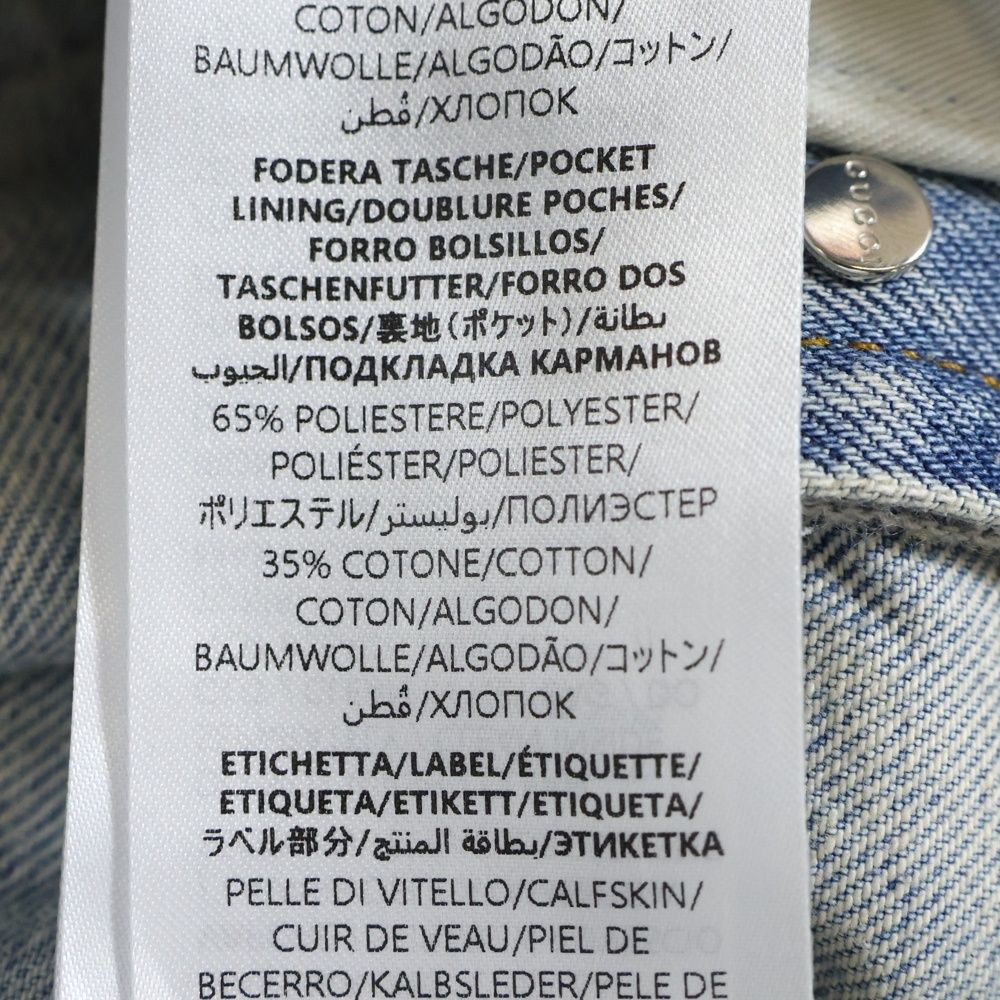 COTON/ALGODON/
BAUMWOLLE/ALGODÃO/コットン/
قُطن/ХЛОПОК
FODERA TASCHE/POCKET
LINING/DOUBLURE POCHES/
FORRO BOLSILLOS/
TASCHENFUTTER/FORRO DOS
BOLSOS/裏地(ポケット)/بطانة
الجيوب/ПОДКЛАДКА КАРМАНОВ
65% POLIESTERE/POLYESTER/
POLIÉSTER/POLIESTER/
ポリエステル/بوليستر/ПОЛИЭСТЕР
35% COTONE/COTTON/
COTON/ALGODON/
BAUMWOLLE/ALGODÃO/コットン/
قُطن/ХЛОПОК
ETICHETTA/LABEL/ÉTIQUETTE/
ETIQUETA/ETIKETT/ETIQUETA/
ラベル部分/بطاقة المنتج/ЭТИКЕТКА
PELLE DI VITELLO/CALFSKIN/
CUIR DE VEAU/PIEL DE
BECERRO/KALBSLEDER/PELE DE
GUCCI